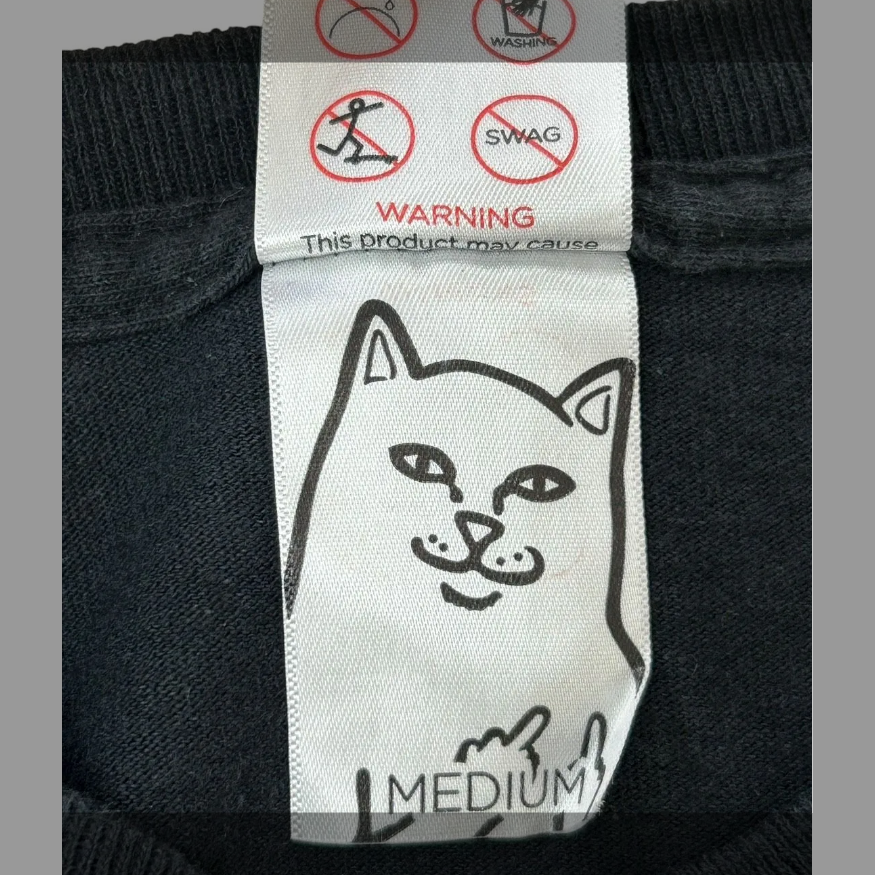 WASHING
SWAG
WARNING
This product may cause
MEDIUM